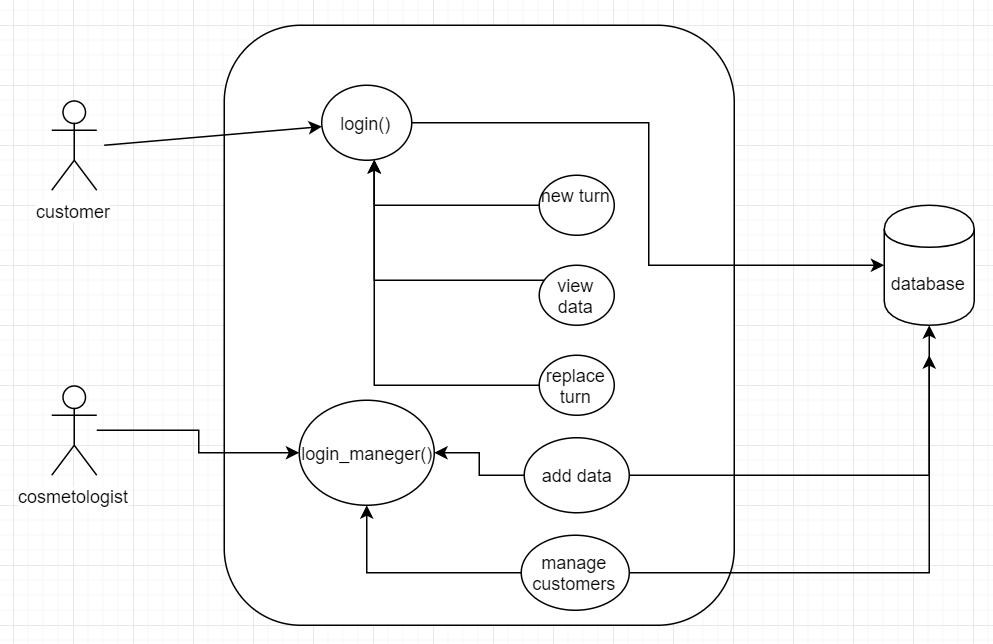 login()
customer
new turn
database
view
data
replace
turn
login_maneger()
add data
cosmetologist
manage
customers